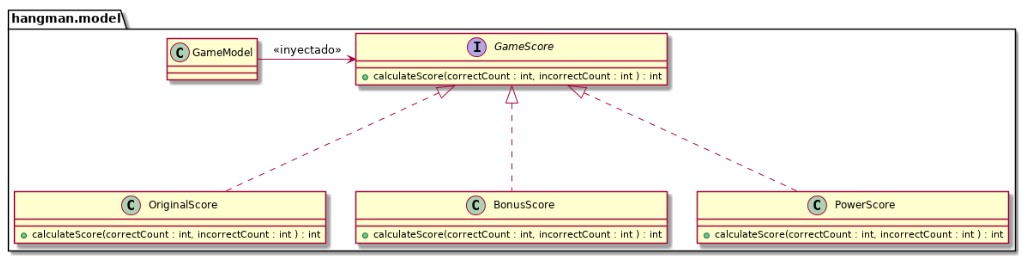 hangman.model
C GameModel
«inyectado»
I GameScore
calculateScore(correctCount : int, incorrectCount : int ) : int
C OriginalScore
calculateScore(correctCount : int, incorrectCount : int ) : int
C BonusScore
calculateScore(correctCount : int, incorrectCount : int ) : int
C PowerScore
calculateScore(correctCount : int, incorrectCount : int ) : int